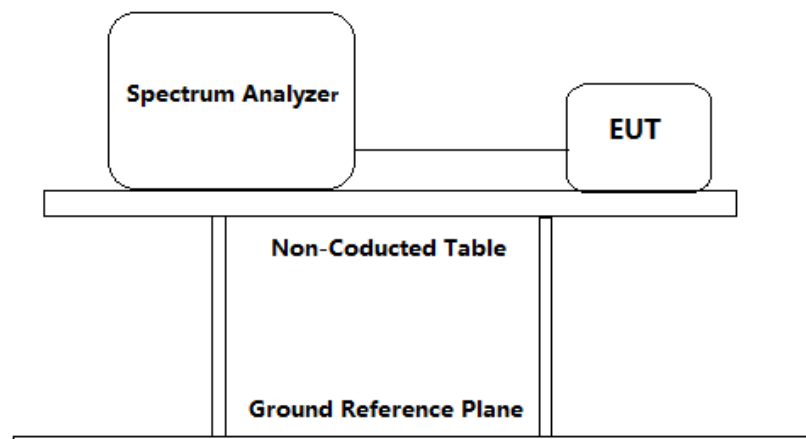 Spectrum Analyzer
EUT
Non-Coducted Table
Ground Reference Plane